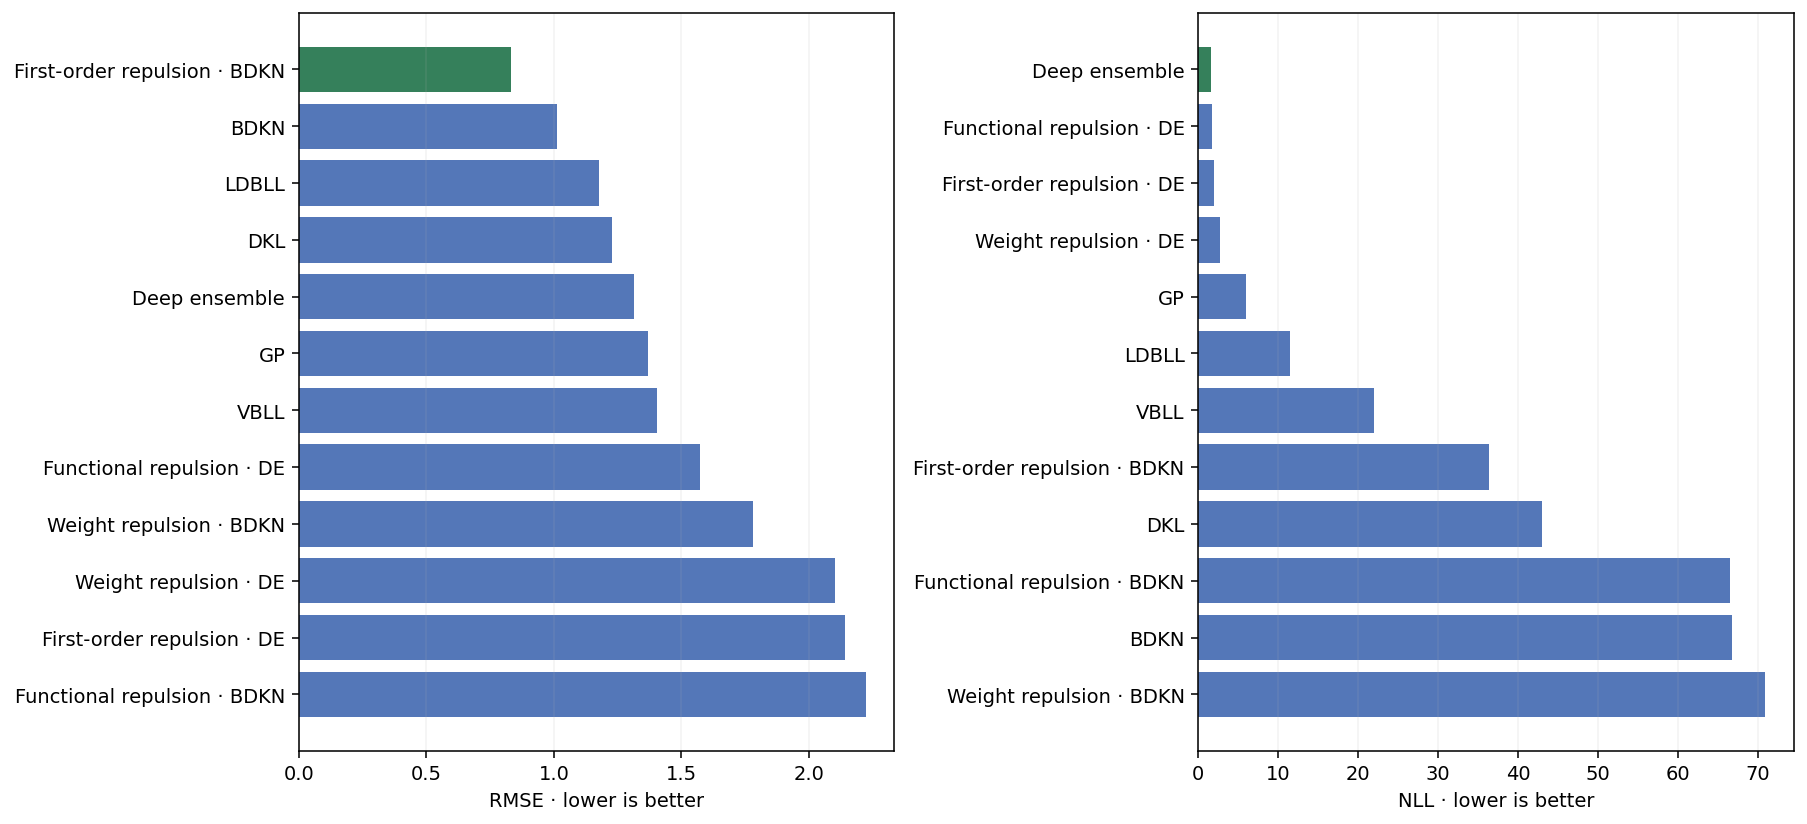 First-order repulsion · BDKN
BDKN
LDBLL
DKL
Deep ensemble
GP
VBLL
Functional repulsion · DE
Weight repulsion · BDKN
Weight repulsion · DE
First-order repulsion · DE
Functional repulsion · BDKN
0.0 0.5 1.0 1.5 2.0
RMSE · lower is better
Deep ensemble
Functional repulsion · DE
First-order repulsion · DE
Weight repulsion · DE
GP
LDBLL
VBLL
First-order repulsion · BDKN
DKL
Functional repulsion · BDKN
BDKN
Weight repulsion · BDKN
0 10 20 30 40 50 60 70
NLL · lower is better